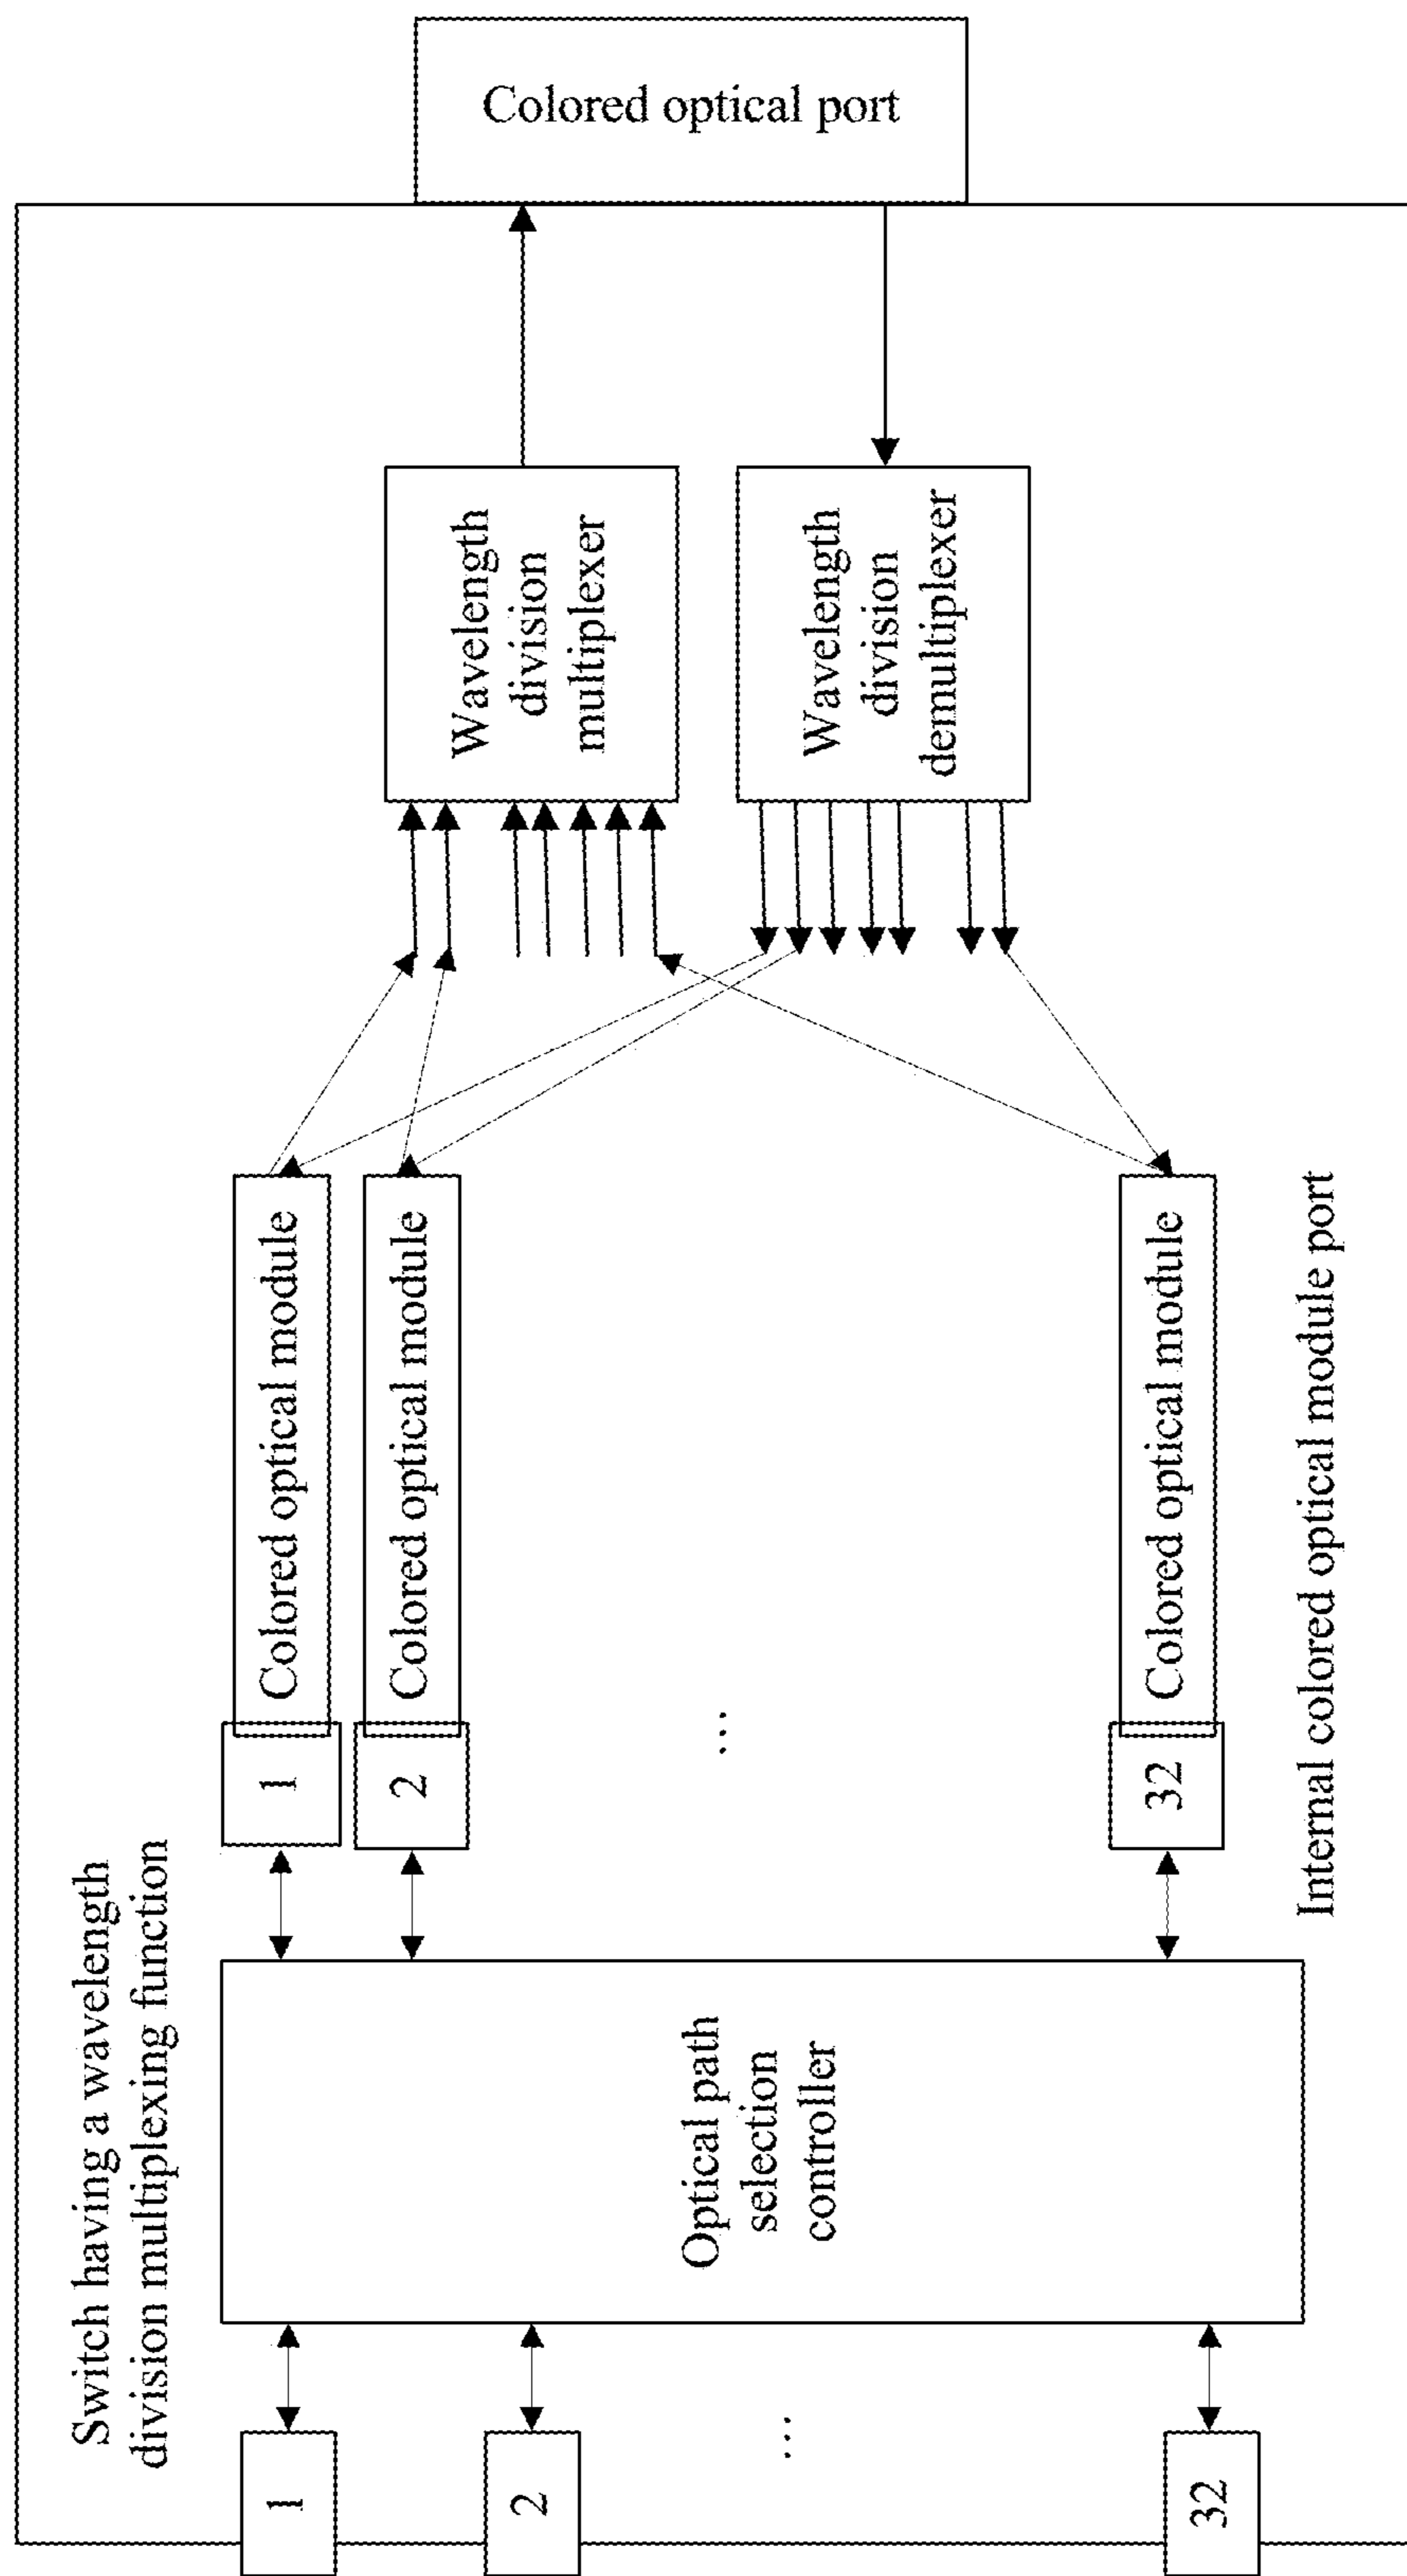 Colored optical port
Switch having a wavelength
division multiplexing function
1
2
...
32
Optical path
selection
controller
1
Colored optical module
2
Colored optical module
...
32
Colored optical module
Internal colored optical module port
Wavelength
division
multiplexer
Wavelength
division
demultiplexer